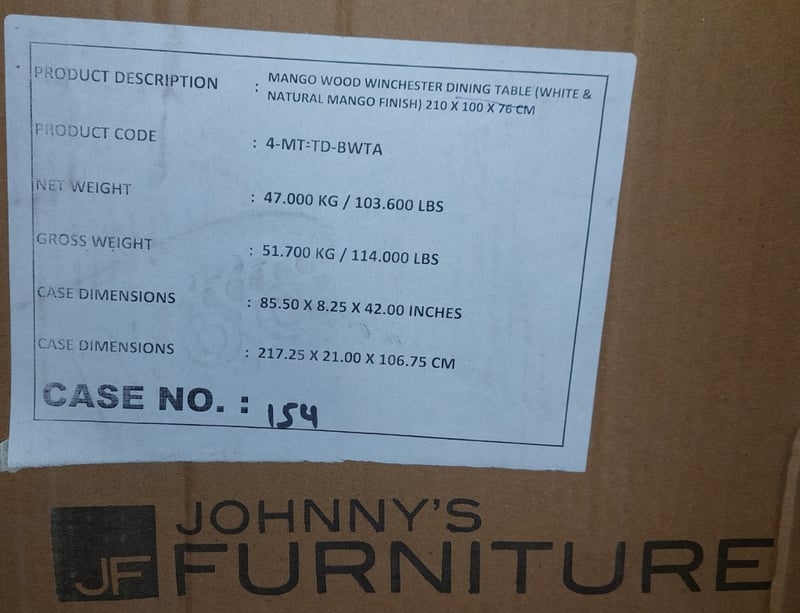 PRODUCT DESCRIPTION : MANGO WOOD WINCHESTER DINING TABLE (WHITE &
NATURAL MANGO FINISH) 210 X 100 X 76 CM
PRODUCT CODE : 4-MT-TD-BWTA
NET WEIGHT : 47.000 KG / 103.600 LBS
GROSS WEIGHT : 51.700 KG / 114.000 LBS
CASE DIMENSIONS : 85.50 X 8.25 X 42.00 INCHES
CASE DIMENSIONS : 217.25 X 21.00 X 106.75 CM
CASE NO. : 154
JOHNNY'S
JF FURNITURE